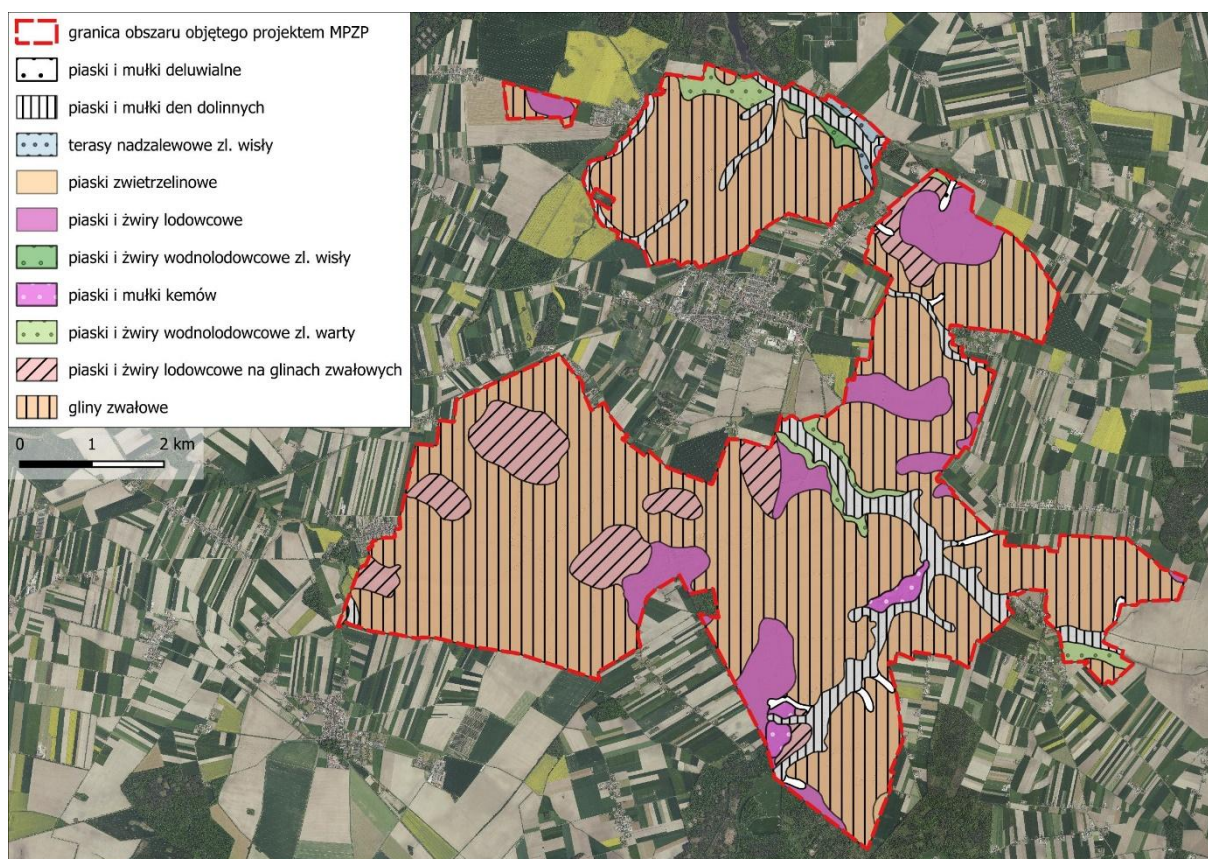 granica obszaru objętego projektem MPZP
piaski i mułki deluwialne
piaski i mułki den dolinnych
terasy nadzalewowe zl. wisły
piaski zwietrzelinowe
piaski i żwiry lodowcowe
piaski i żwiry wodnolodowcowe zl. wisły
piaski i mułki kemów
piaski i żwiry wodnolodowcowe zl. warty
piaski i żwiry lodowcowe na glinach zwałowych
gliny zwałowe
0 1 2 km